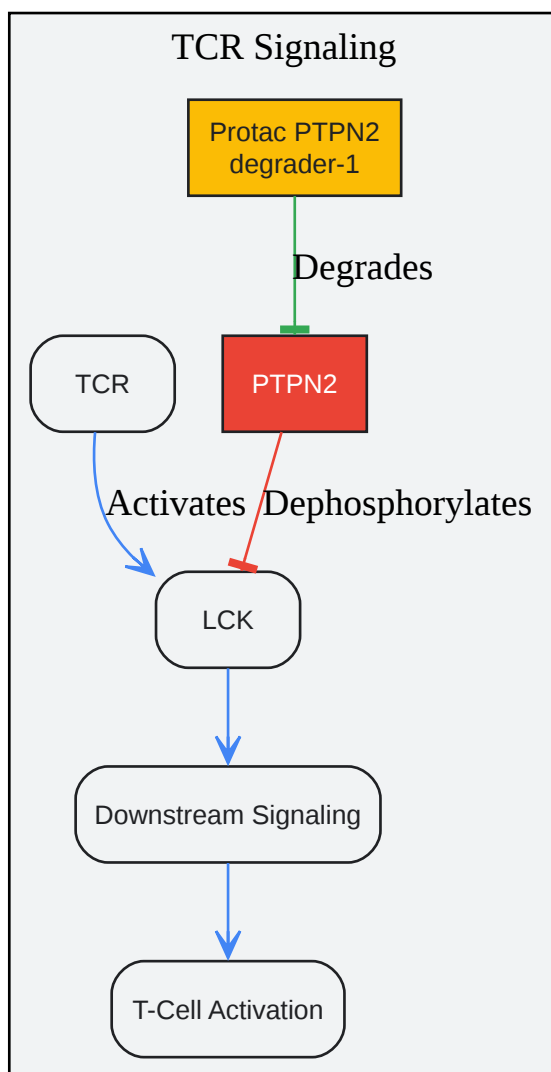 TCR Signaling
Protac PTPN2
degrader-1
Degrades
TCR
PTPN2
Activates
Dephosphorylates
LCK
Downstream Signaling
T-Cell Activation